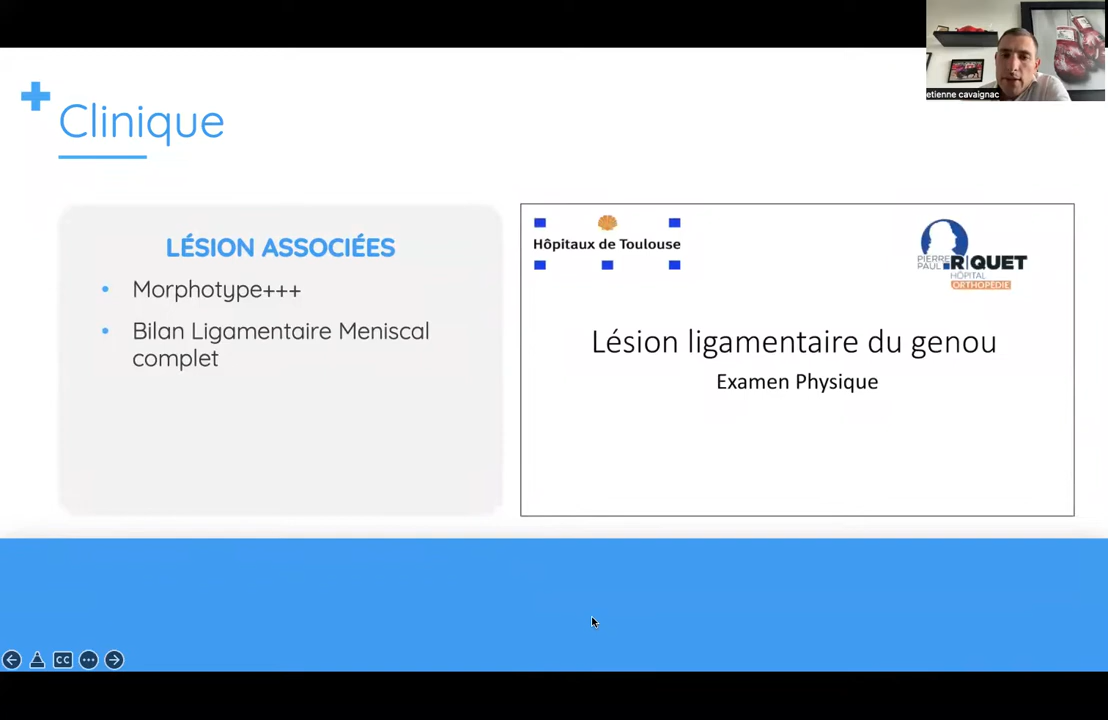 etienne cavaignac
Clinique
LÉSION ASSOCIÉES
Morphotype+++
Bilan Ligamentaire Meniscal
complet
Hôpitaux de Toulouse
PIERRE
PAUL RIQUET
HÔPITAL
ORTHOPÉDIE
Lésion ligamentaire du genou
Examen Physique
CC